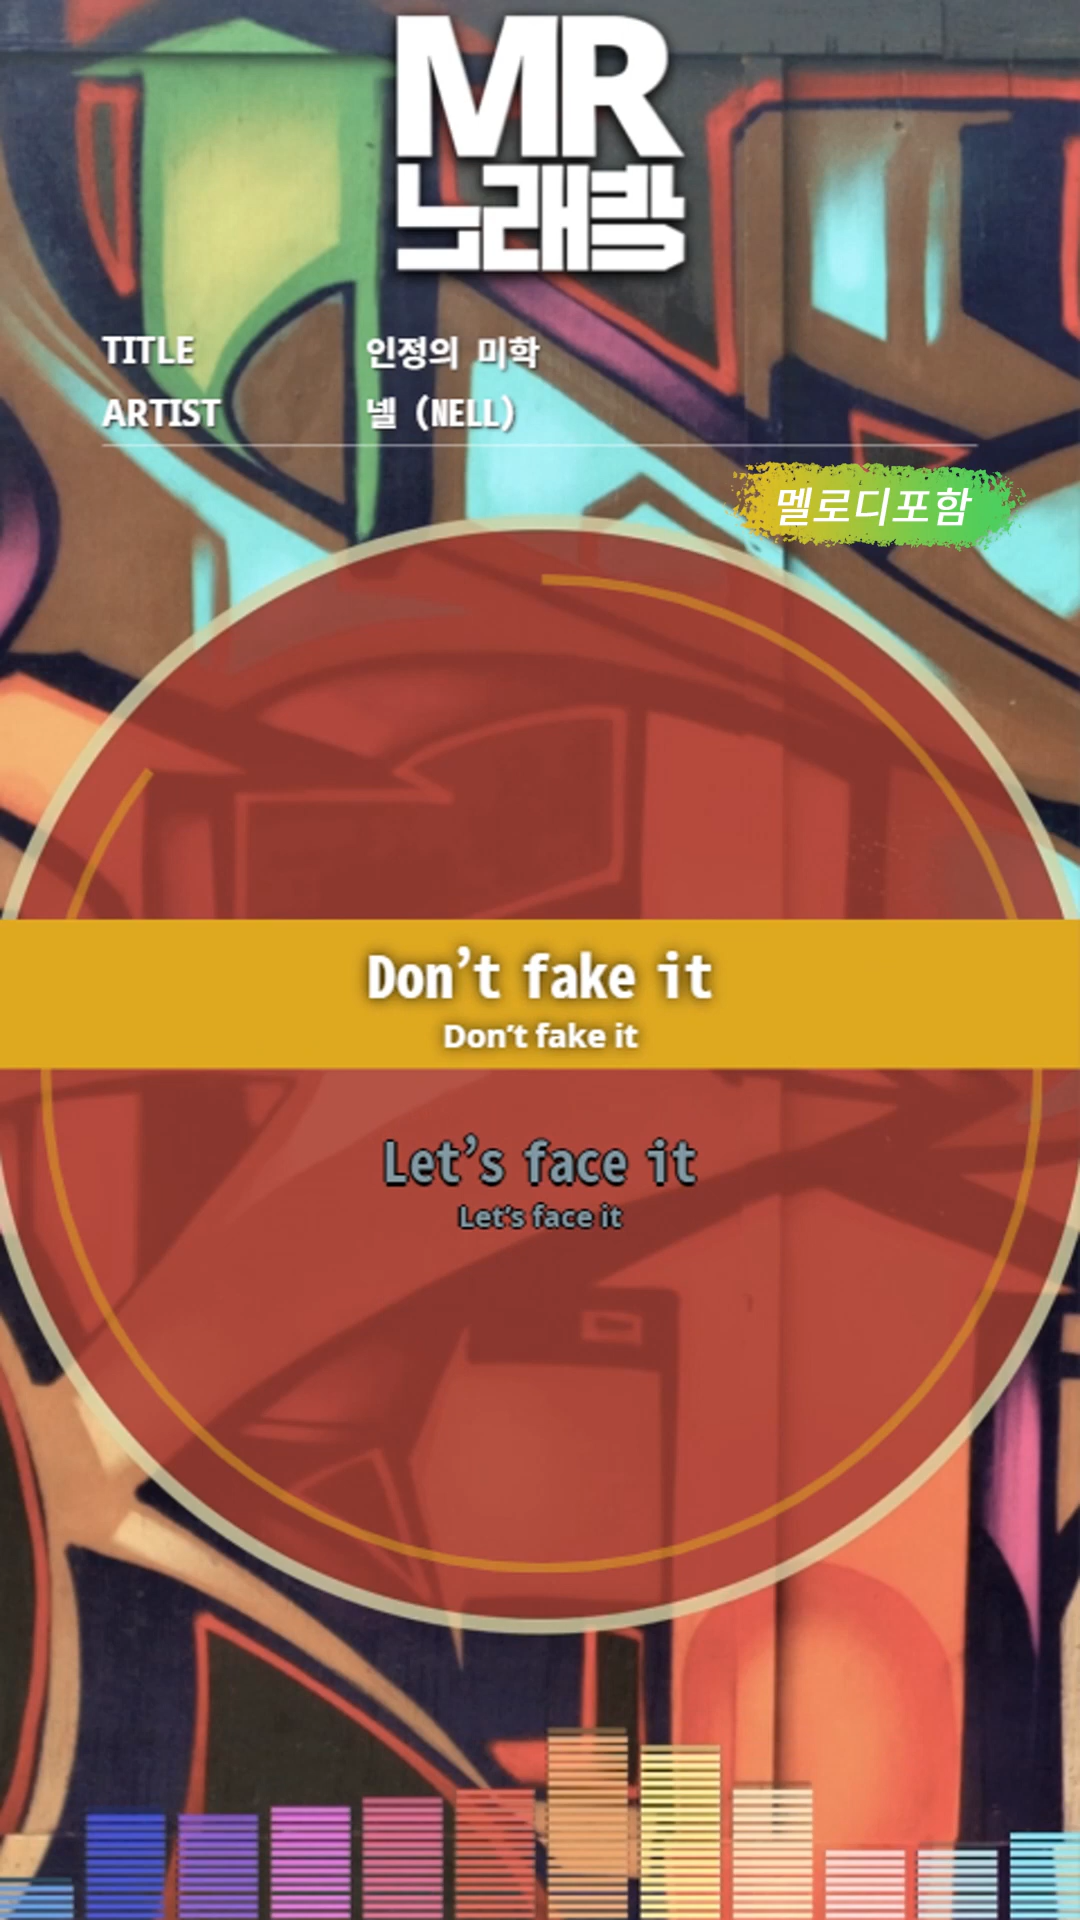 MR
노래방
TITLE 인정의 미학
ARTIST 넬 (NELL)
멜로디포함
Don’t fake it
Don’t fake it
Let’s face it
Let’s face it